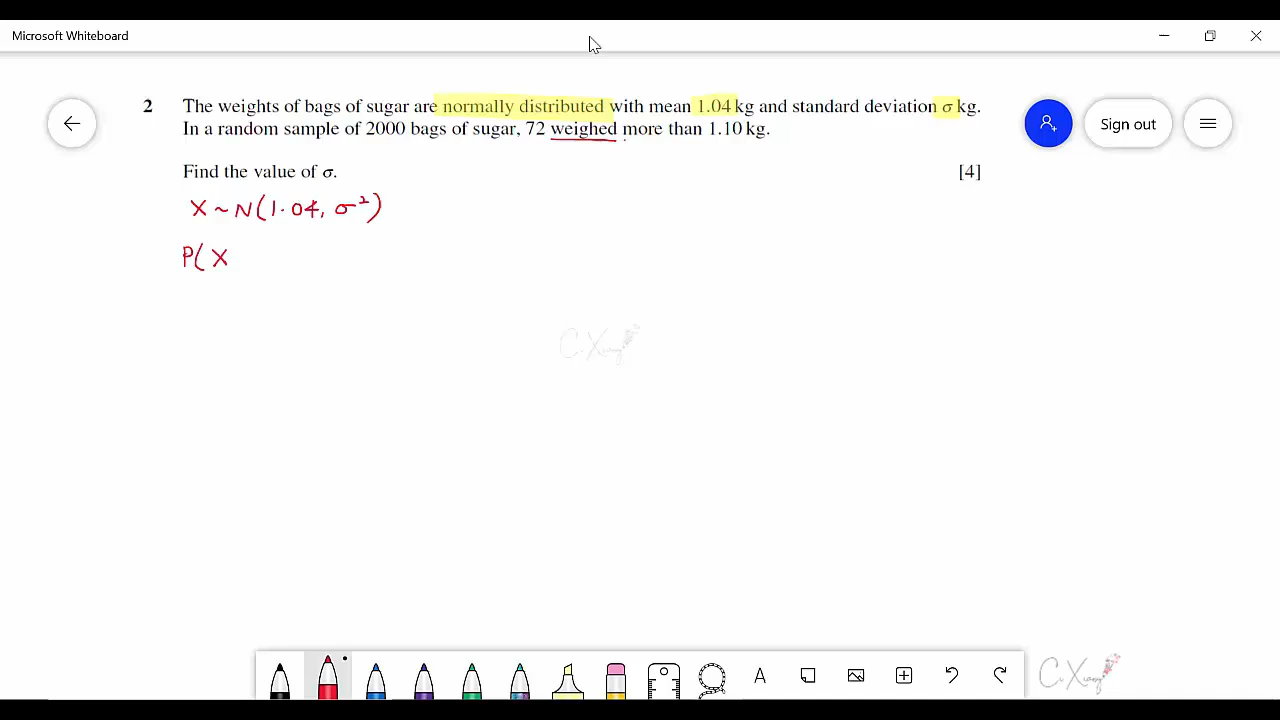 Microsoft Whiteboard
2 The weights of bags of sugar are normally distributed with mean 1.04 kg and standard deviation σ kg.
In a random sample of 2000 bags of sugar, 72 weighed more than 1.10 kg.
Sign out
Find the value of σ. [4]
X ~ N(1.04, σ²)
P(X
C.Xiang
A
C.Xiang